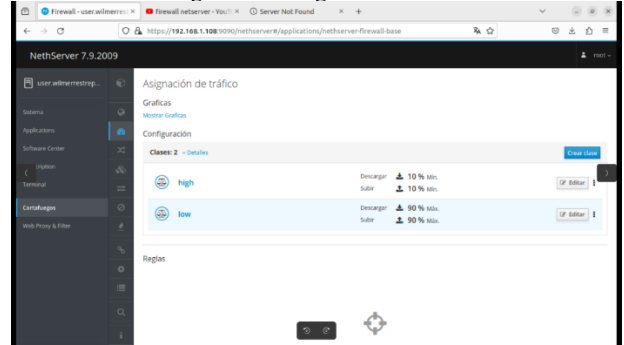 Firewall - user.wilmerrest
firewall netserver - YouTu
Server Not Found
https://192.168.1.108:9090/nethserver#/applications/nethserver-firewall-base
NethServer 7.9.2009
root
user.wilmerrestrep...
Asignación de tráfico
Graficas
Mostrar Graficos
Sistema
Applications
Configuración
Software Center
Clases: 2
Detalles
Crear clase
Terminal
high
Descargar 10 % Mín.
Subir 10 % Mín.
Editar
Cortafuegos
low
Descargar 90 % Máx.
Subir 90 % Máx.
Editar
Web Proxy & Filter
Reglas